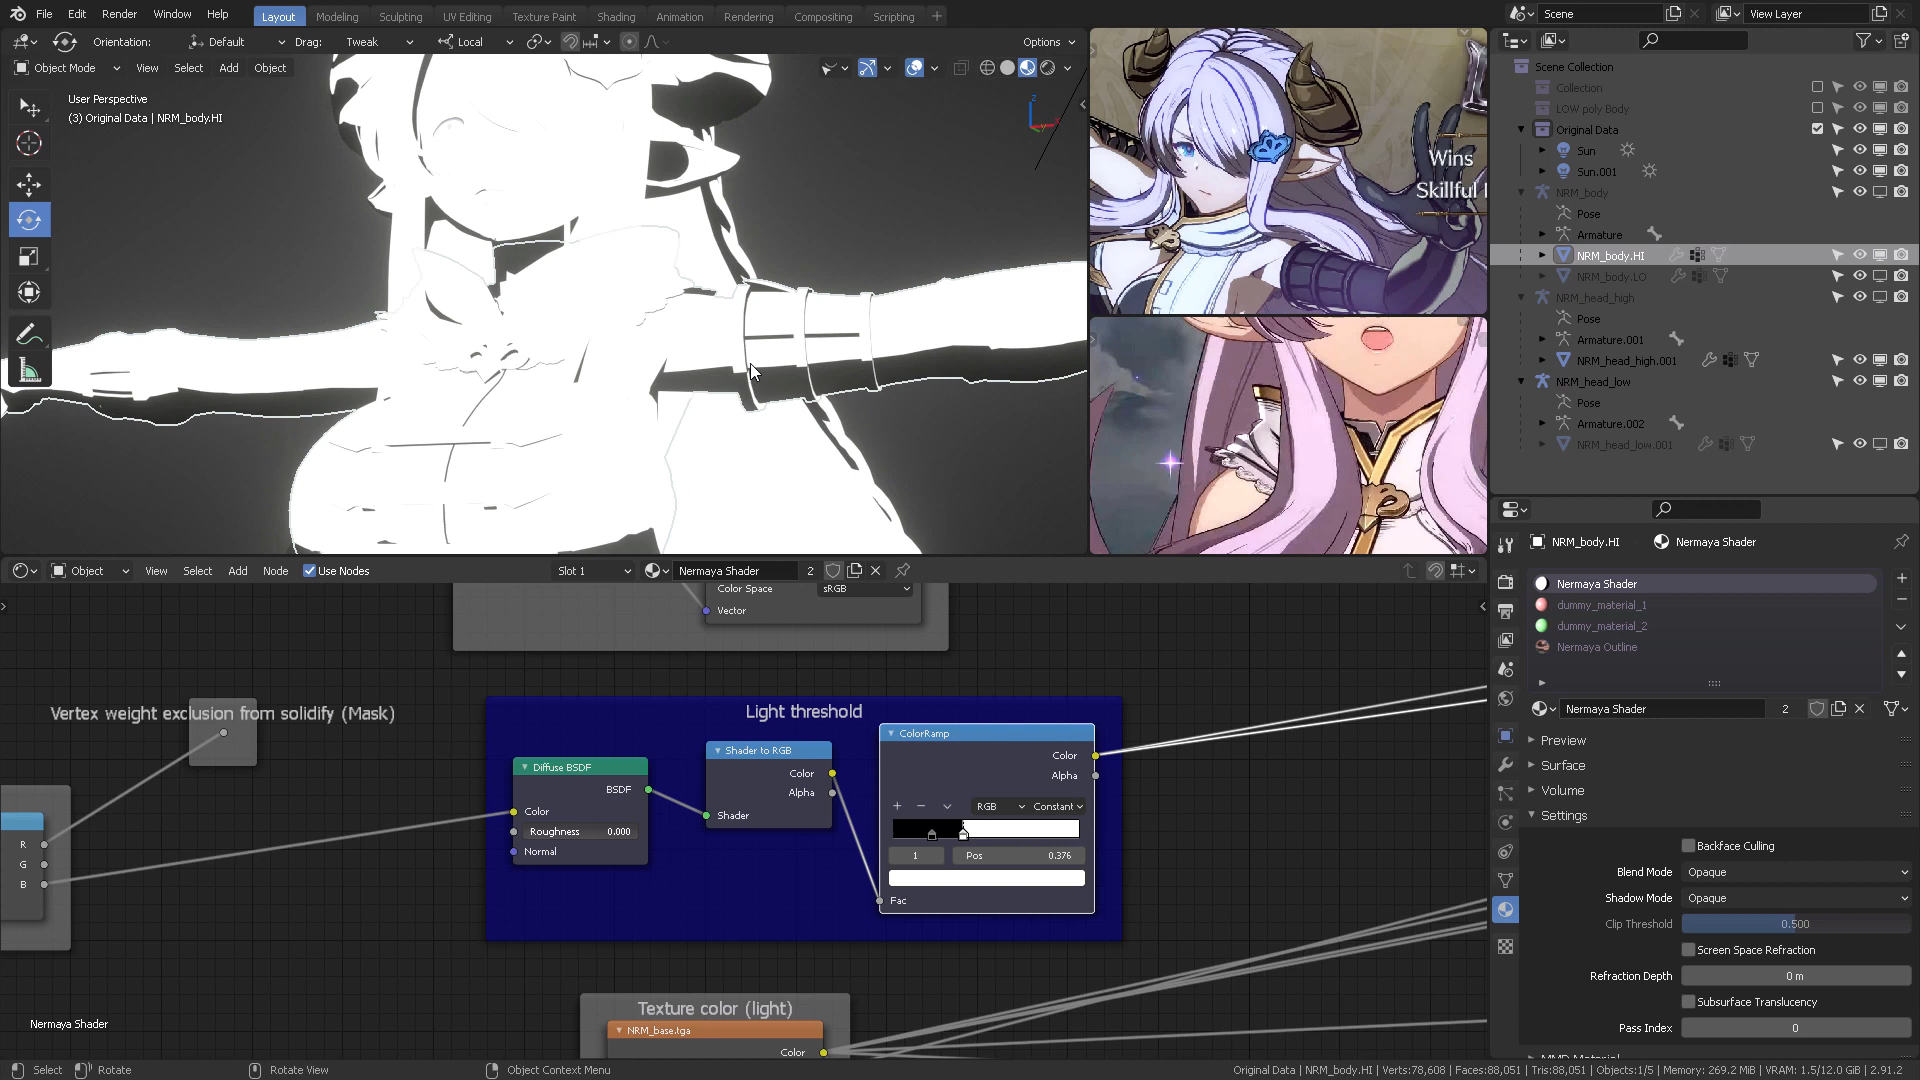 File Edit Render Window Help
Layout Modeling Sculpting UV Editing Texture Paint Shading Animation Rendering Compositing Scripting
Scene View Layer
Orientation: Default Drag: Tweak Local Options
Object Mode View Select Add Object
User Perspective
(3) Original Data | NRM_body.HI
Z
Wins
Skillful
Scene Collection
Collection
LOW poly Body
Original Data
Sun
Sun.001
NRM_body
Pose
Armature
NRM_body.HI
NRM_body.LO
NRM_head_high
Pose
Armature.001
NRM_head_high.001
NRM_head_low
Pose
Armature.002
NRM_head_low.001
NRM_body.HI Nermaya Shader
Nermaya Shader
dummy_material_1
dummy_material_2
Nermaya Outline
Nermaya Shader 2
Preview
Surface
Volume
Settings
Backface Culling
Blend Mode Opaque
Shadow Mode Opaque
Clip Threshold 0.500
Screen Space Refraction
Refraction Depth 0 m
Subsurface Translucency
Pass Index 0
Object View Select Add Node Use Nodes Slot 1 Nermaya Shader 2
Color Space sRGB
Vector
Vertex weight exclusion from solidify (Mask)
R
G
B
Light threshold
Diffuse BSDF
BSDF
Color
Roughness 0.000
Normal
Shader to RGB
Color
Alpha
Shader
ColorRamp
Color
Alpha
RGB Constant
1 Pos 0.376
Fac
Texture color (light)
NRM_base.tga
Color
Nermaya Shader
Select Rotate Rotate View Object Context Menu
Original Data | NRM_body.HI | Verts:78,608 | Faces:88,051 | Tris:88,051 | Objects:1/5 | Memory: 269.2 MiB | VRAM: 1.5/12.0 GiB | 2.91.2